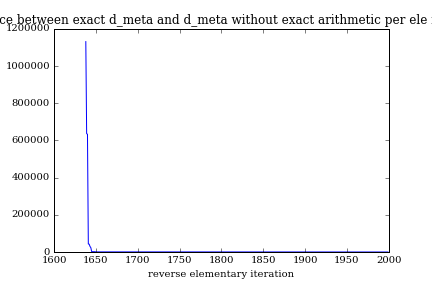 ce between exact d_meta and d_meta without exact arithmetic per ele
1200000
1000000
800000
600000
400000
200000
0
1600 1650 1700 1750 1800 1850 1900 1950 2000
reverse elementary iteration